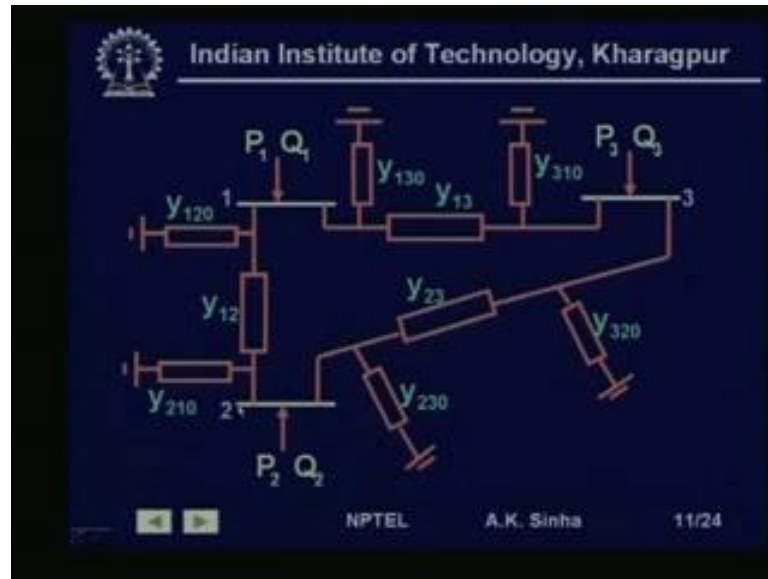 Indian Institute of Technology, Kharagpur
P₁ Q₁
P₃ Q₃
y₁₃₀
y₃₁₀
y₁₃
1
3
y₁₂₀
y₂₃
y₁₂
y₃₂₀
y₂₁₀
2
y₂₃₀
P₂ Q₂
NPTEL A.K. Sinha 11/24